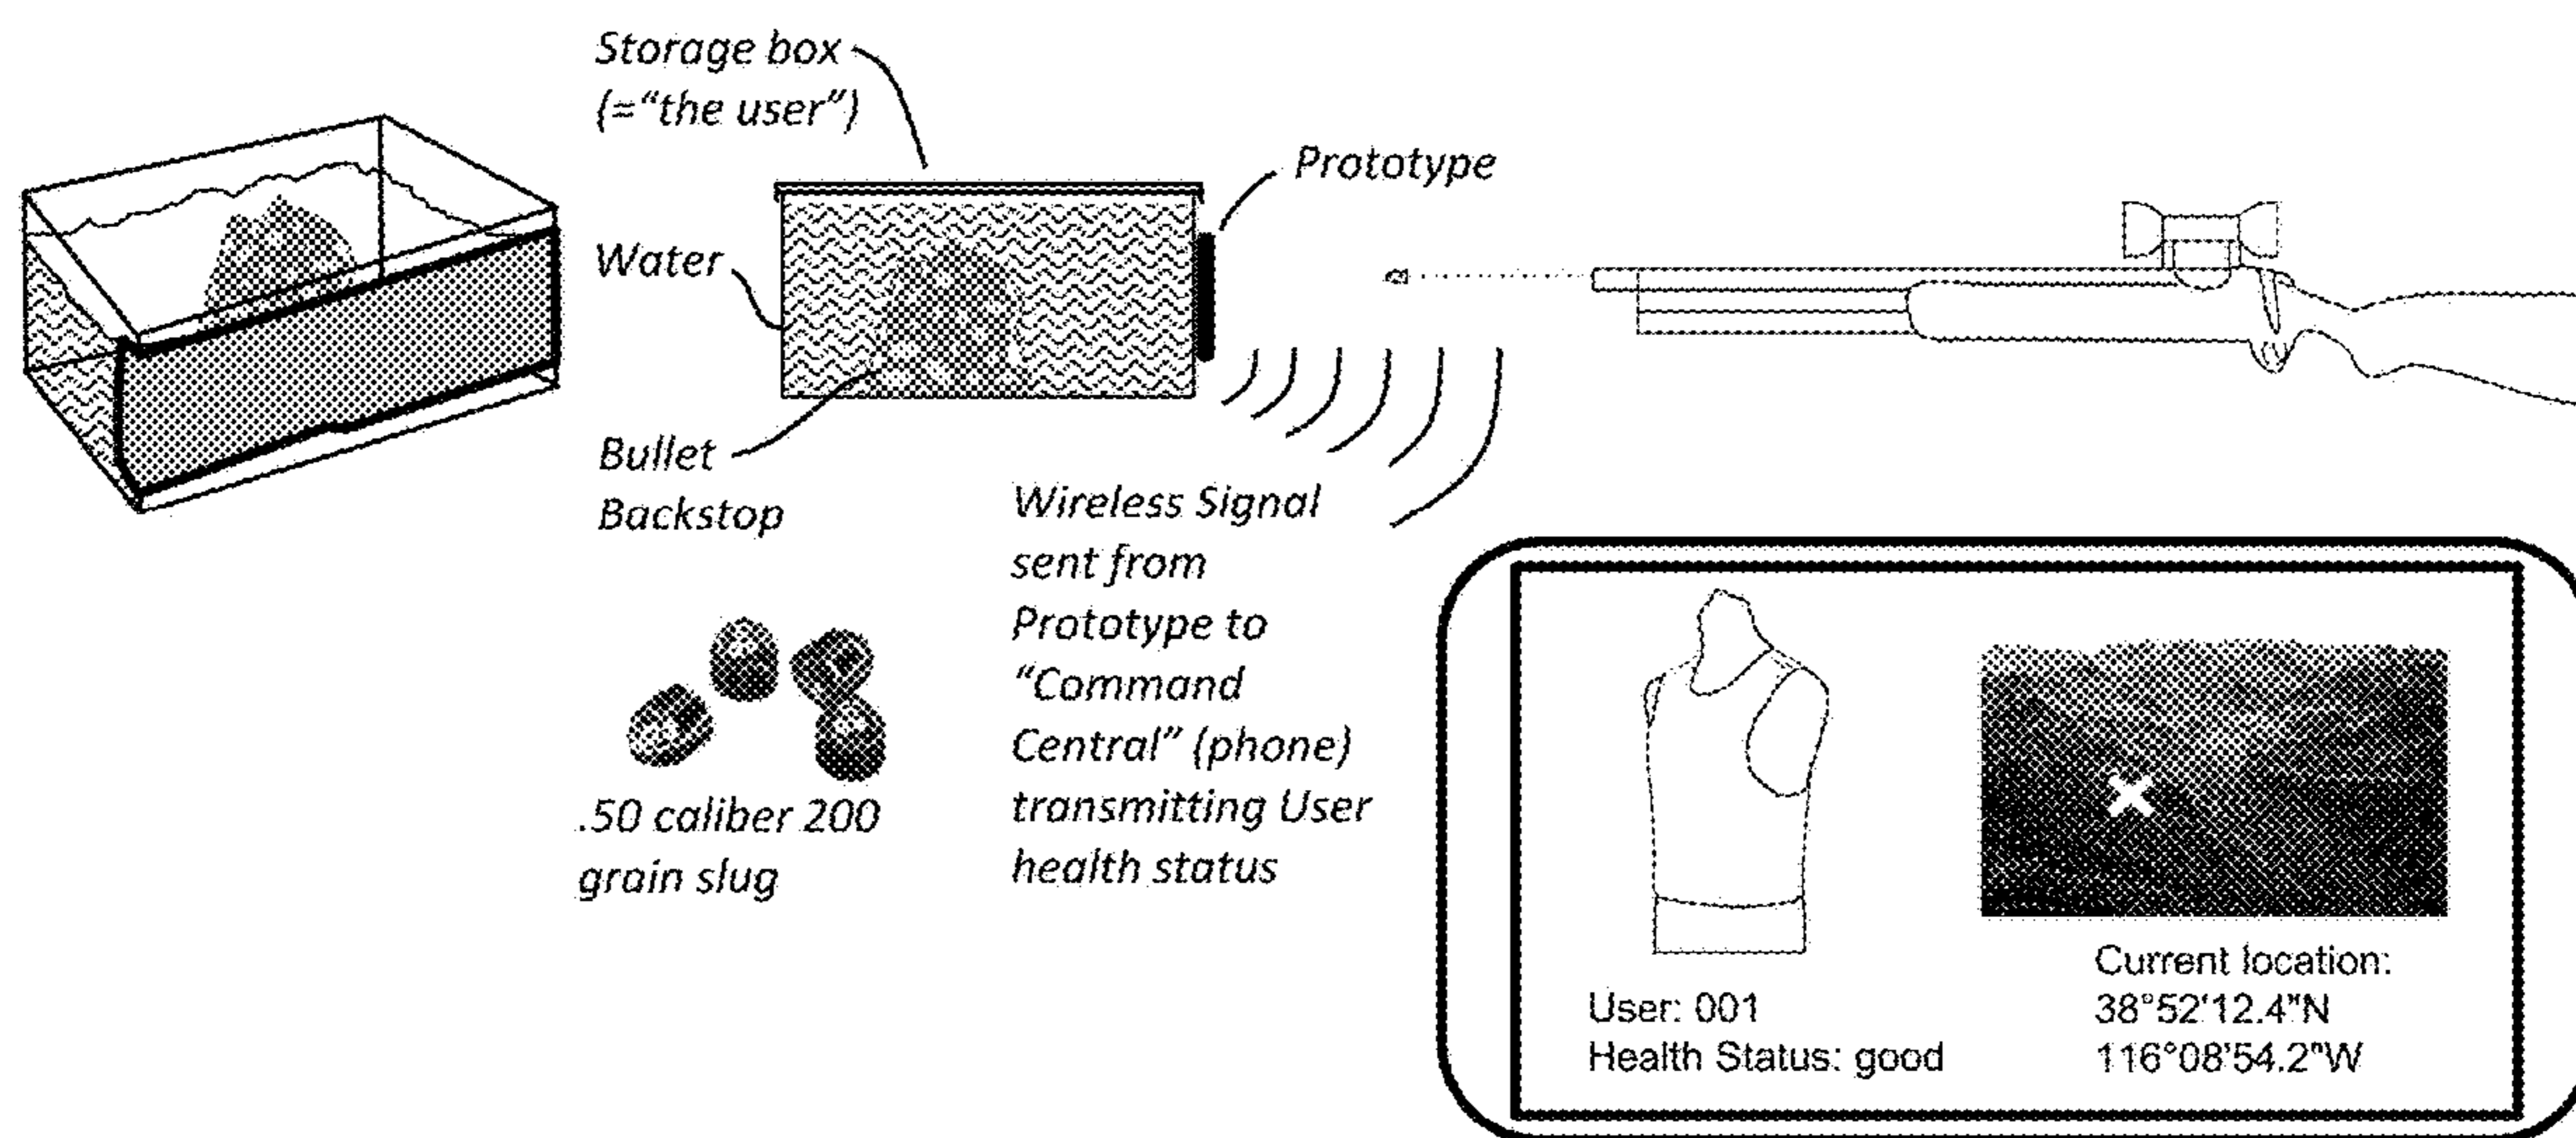 Storage box
(="the user")
Prototype
Water
Bullet
Backstop
Wireless Signal
sent from
Prototype to
"Command
Central" (phone)
transmitting User
health status
.50 caliber 200
grain slug
User: 001
Health Status: good
Current location:
38°52'12.4"N
116°08'54.2"W